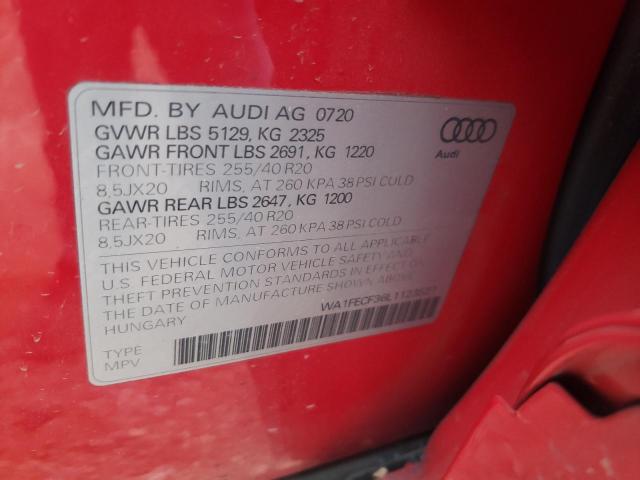 MFD. BY AUDI AG 0720
GVWR LBS 5129, KG 2325
GAWR FRONT LBS 2691, KG 1220
FRONT-TIRES 255/40 R20
8,5JX20 RIMS, AT 260 KPA 38 PSI COLD
GAWR REAR LBS 2647, KG 1200
REAR-TIRES 255/40 R20
8,5JX20 RIMS, AT 260 KPA 38 PSI COLD
THIS VEHICLE CONFORMS TO ALL APPLICABLE
U.S. FEDERAL MOTOR VEHICLE SAFETY AND
THEFT PREVENTION STANDARDS IN EFFECT ON
THE DATE OF MANUFACTURE SHOWN ABOVE
HUNGARY
TYPE
MPV
Audi